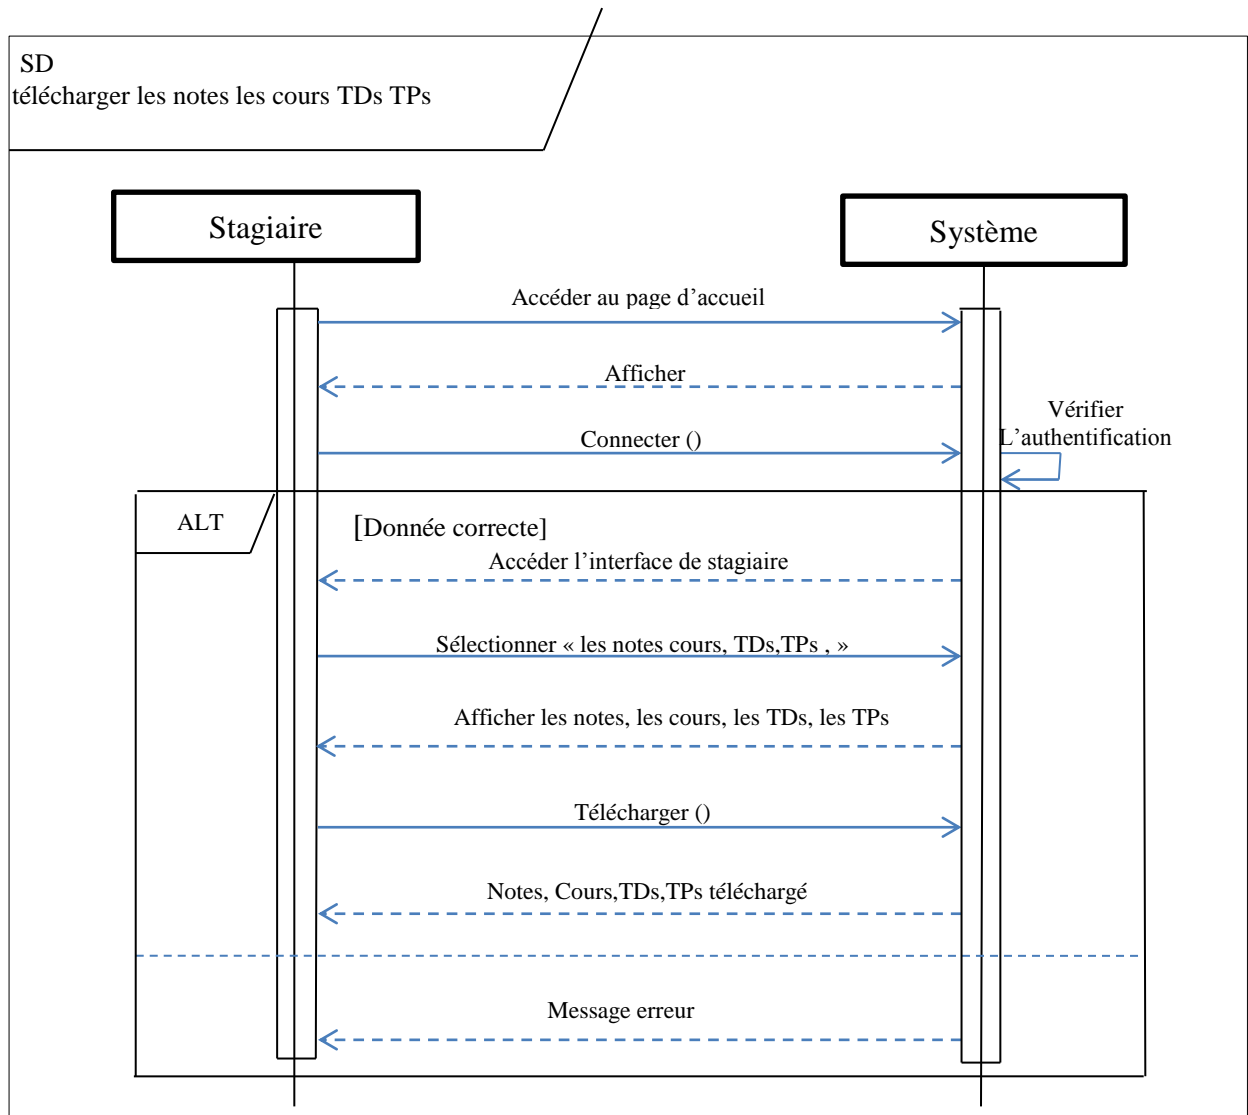 SD
télécharger les notes les cours TDs TPs
Stagiaire
Système
Accéder au page d’accueil
Afficher
Vérifier
L’authentification
Connecter ()
ALT
[Donnée correcte]
Accéder l’interface de stagiaire
Sélectionner « les notes cours, TDs,TPs , »
Afficher les notes, les cours, les TDs, les TPs
Télécharger ()
Notes, Cours,TDs,TPs téléchargé
Message erreur